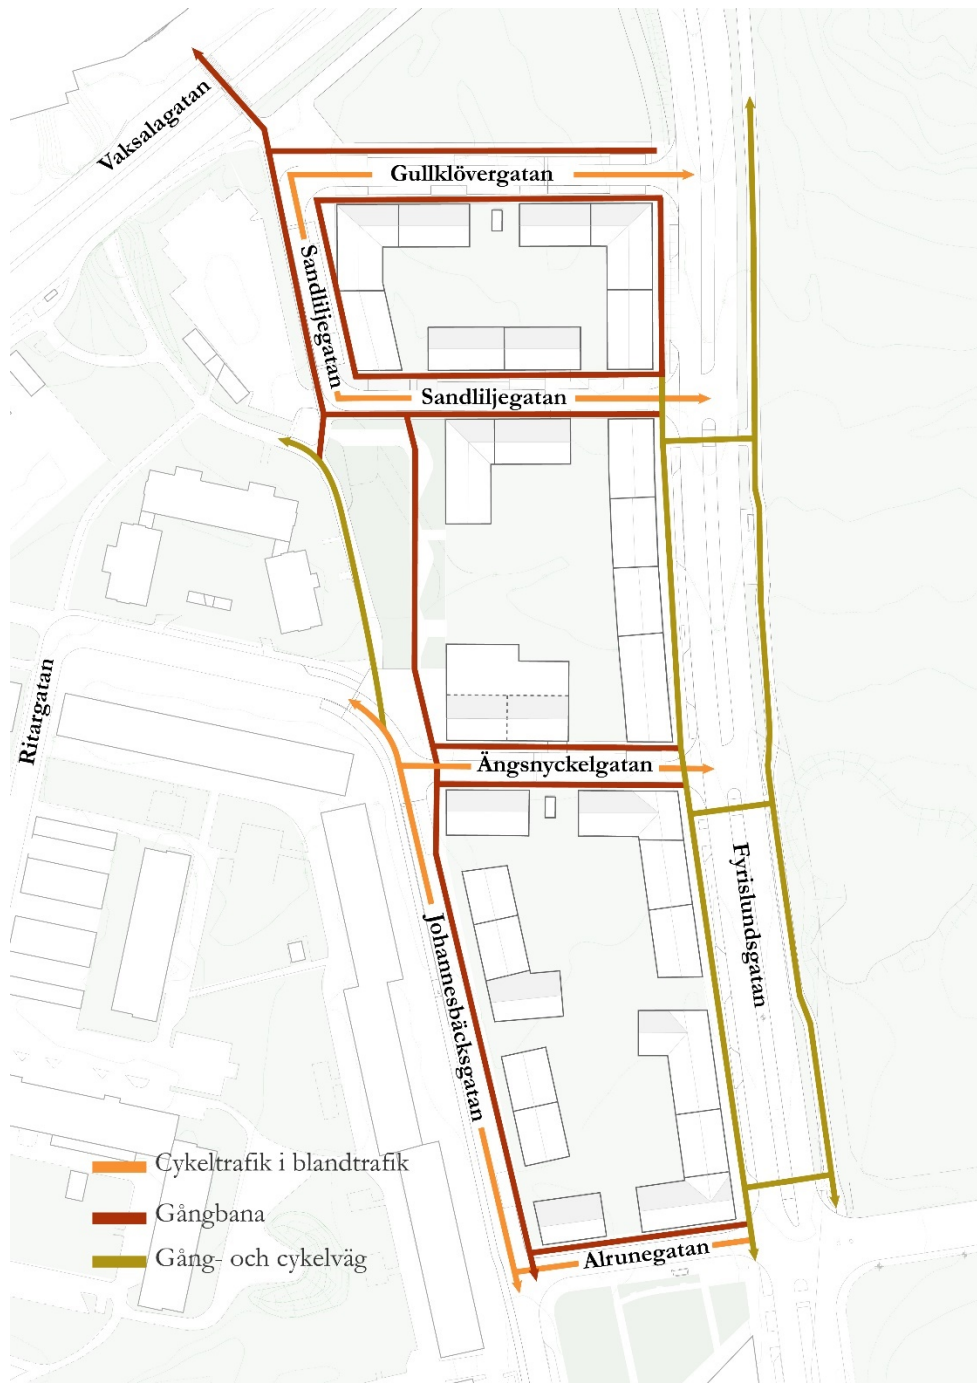 Vaksalagatan
Gullklövergatan
Sandliljegatan
Sandliljegatan
Ritargatan
Ängsnyckelgatan
Fyrislundsgatan
Johannesbäcksgatan
Cykeltrafik i blandtrafik
Gångbana
Gång- och cykelväg
Alrunegatan